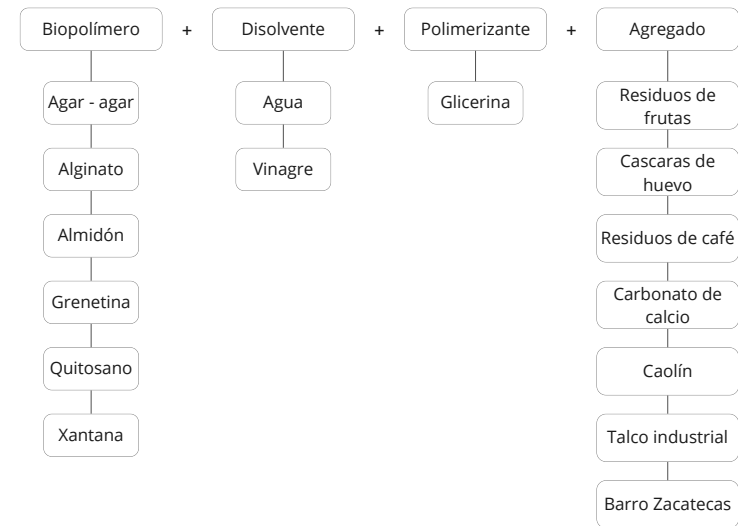 Biopolímero + Disolvente + Polimerizante + Agregado
Agar - agar
Alginato
Almidón
Grenetina
Quitosano
Xantana
Agua
Vinagre
Glicerina
Residuos de
frutas
Cascaras de
huevo
Residuos de café
Carbonato de
calcio
Caolín
Talco industrial
Barro Zacatecas